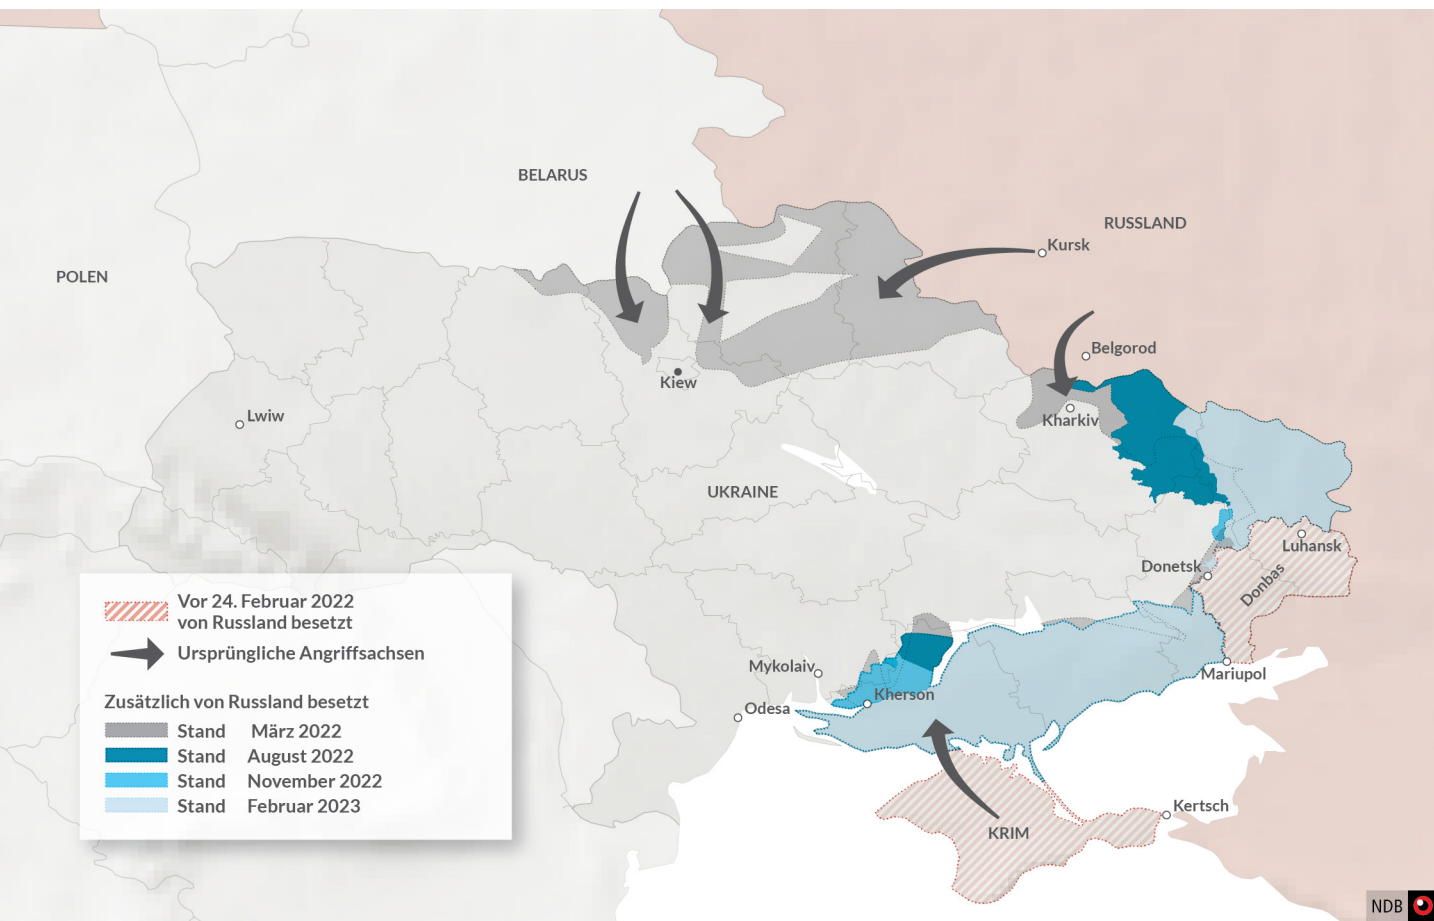 BELARUS
RUSSLAND
Kursk
POLEN
Belgorod
Kiew
Lwiw
Kharkiv
UKRAINE
Luhansk
Donetsk
Donbas
Mykolaiv
Mariupol
Kherson
Odesa
Kertsch
KRIM
Vor 24. Februar 2022
von Russland besetzt
Ursprüngliche Angriffsachsen
Zusätzlich von Russland besetzt
Stand März 2022
Stand August 2022
Stand November 2022
Stand Februar 2023
NDB